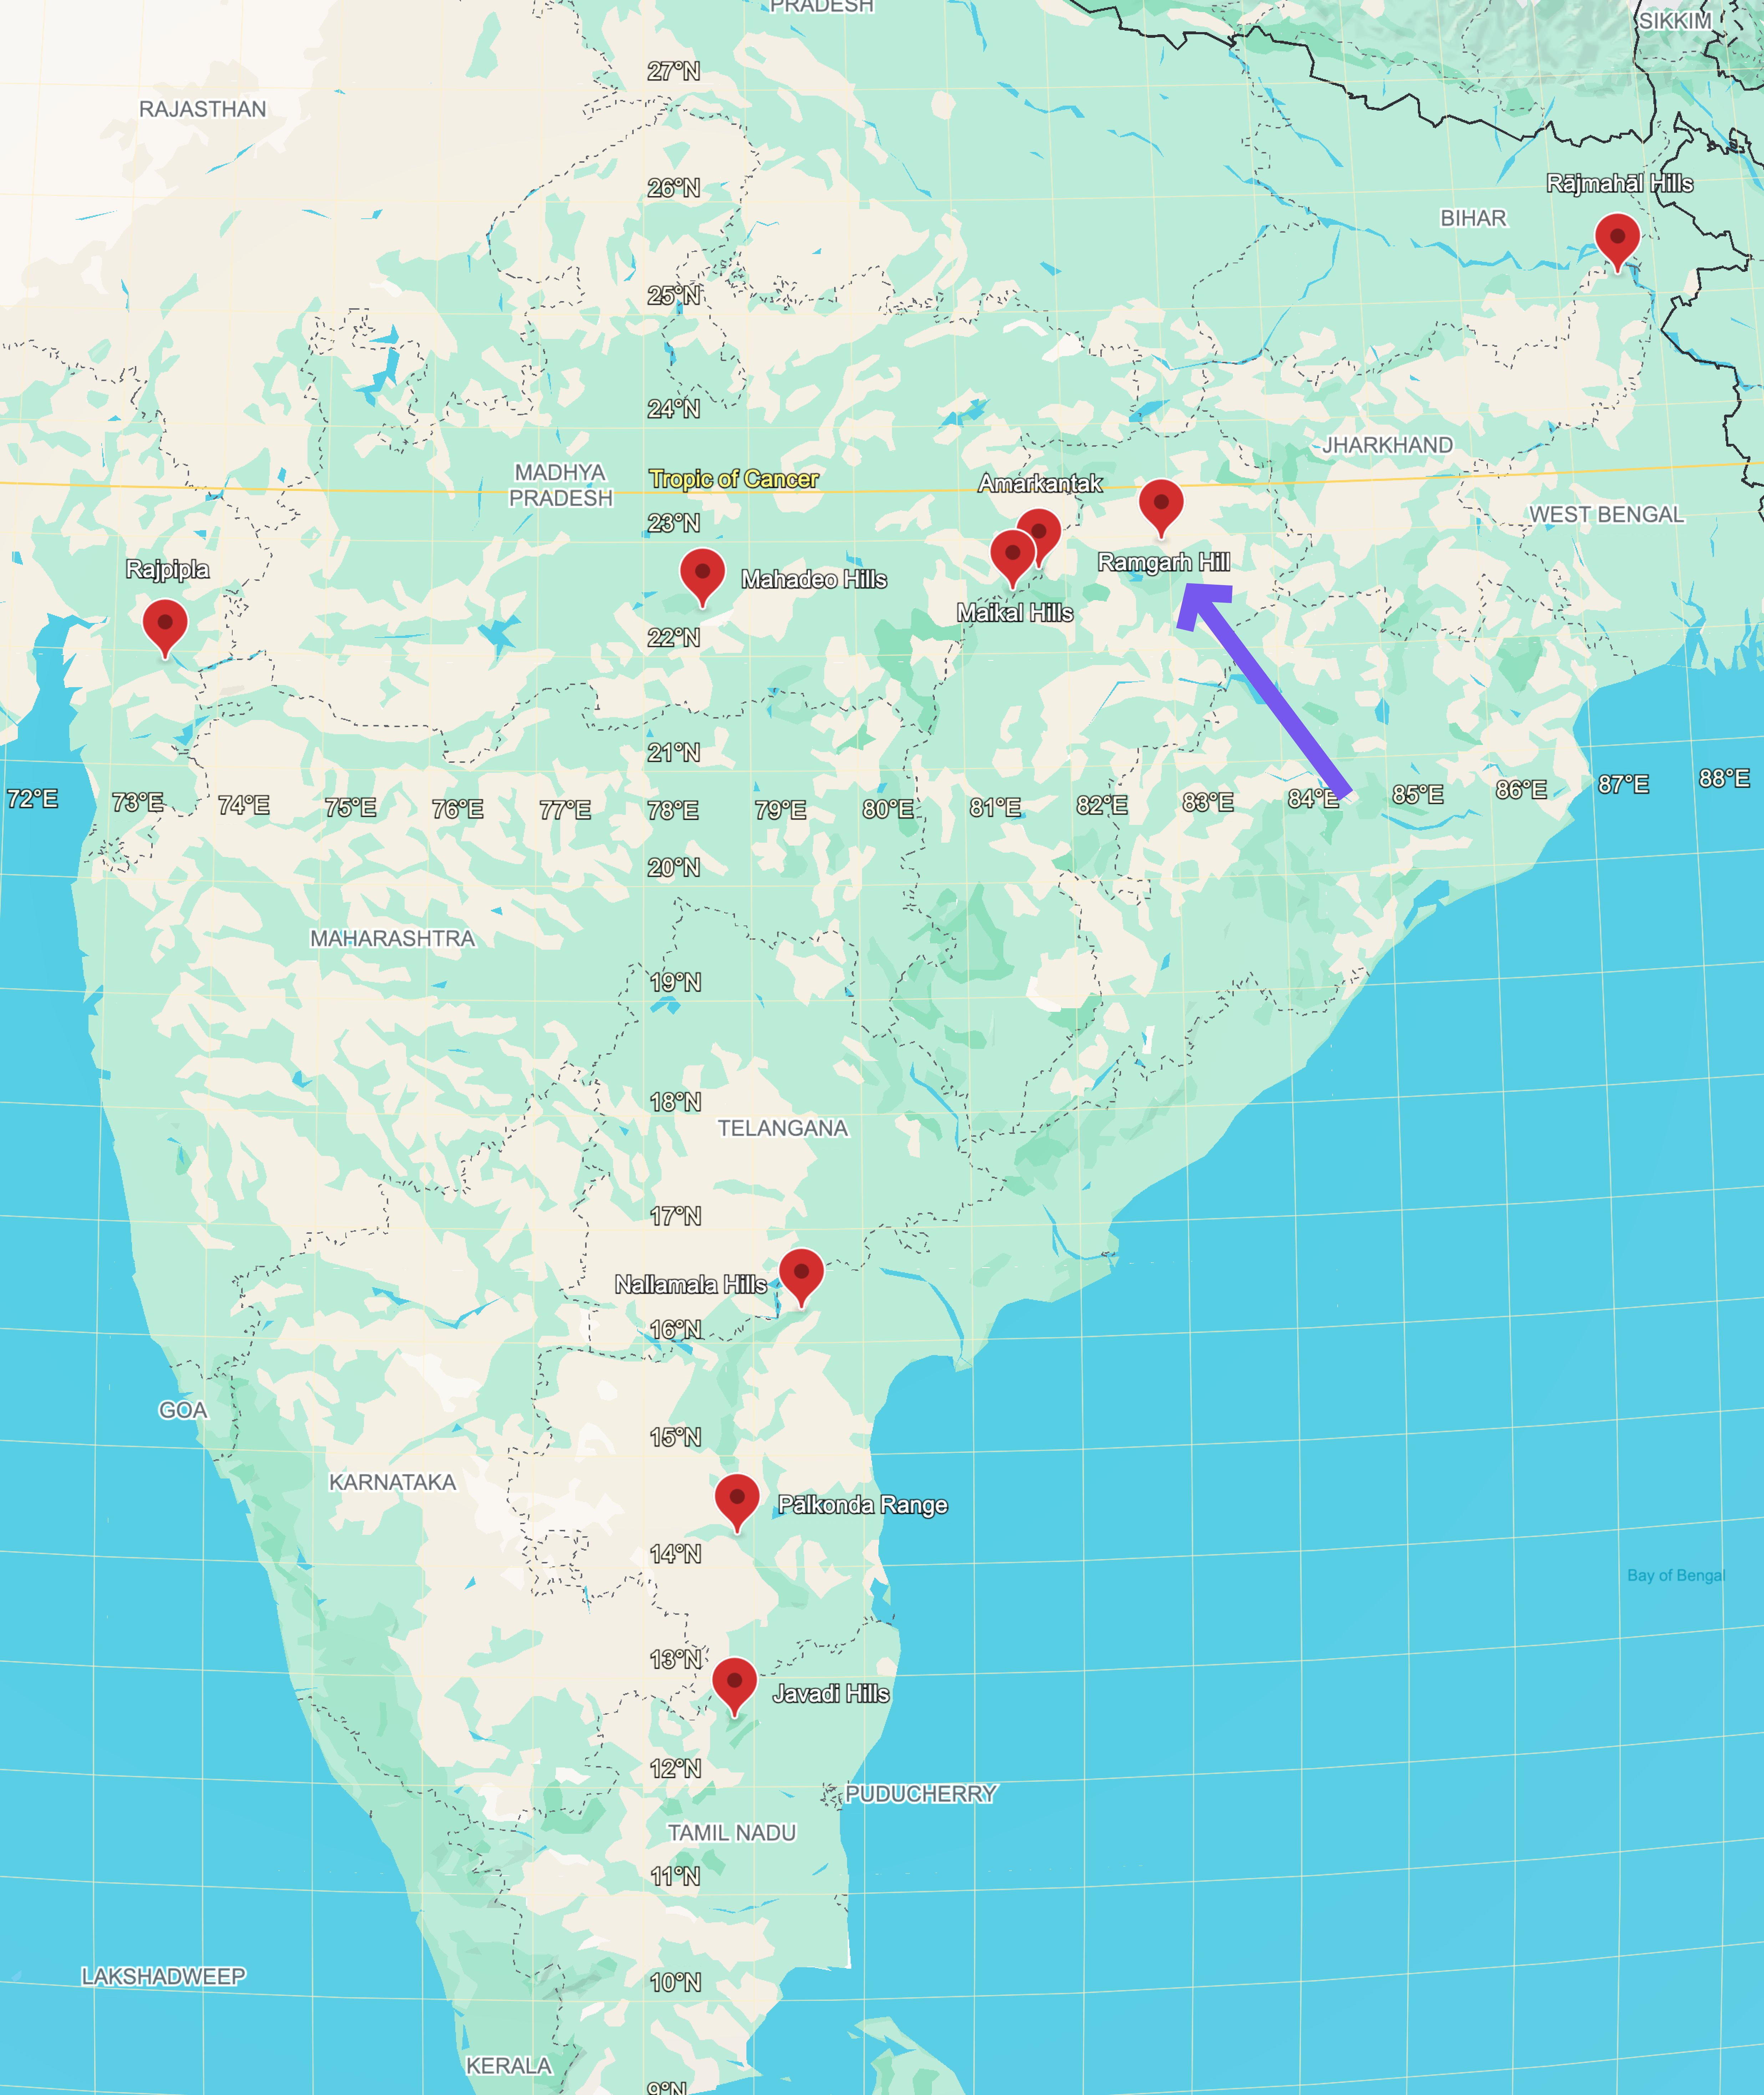 PRADESH
SIKKIM
27°N
RAJASTHAN
26°N
Rājmahāl Hills
BIHAR
25°N
24°N
JHARKHAND
MADHYA
PRADESH
Tropic of Cancer
Amarkantak
23°N
WEST BENGAL
Rajpipla
Mahadeo Hills
Ramgarh Hill
Maikal Hills
22°N
21°N
72°E
73°E
74°E
75°E
76°E
77°E
78°E
79°E
80°E
81°E
82°E
83°E
84°E
85°E
86°E
87°E
88°E
20°N
MAHARASHTRA
19°N
18°N
TELANGANA
17°N
Nallamala Hills
16°N
GOA
15°N
KARNATAKA
Pālkonda Range
14°N
Bay of Bengal
13°N
Javadi Hills
12°N
PUDUCHERRY
TAMIL NADU
11°N
LAKSHADWEEP
10°N
KERALA
9°N